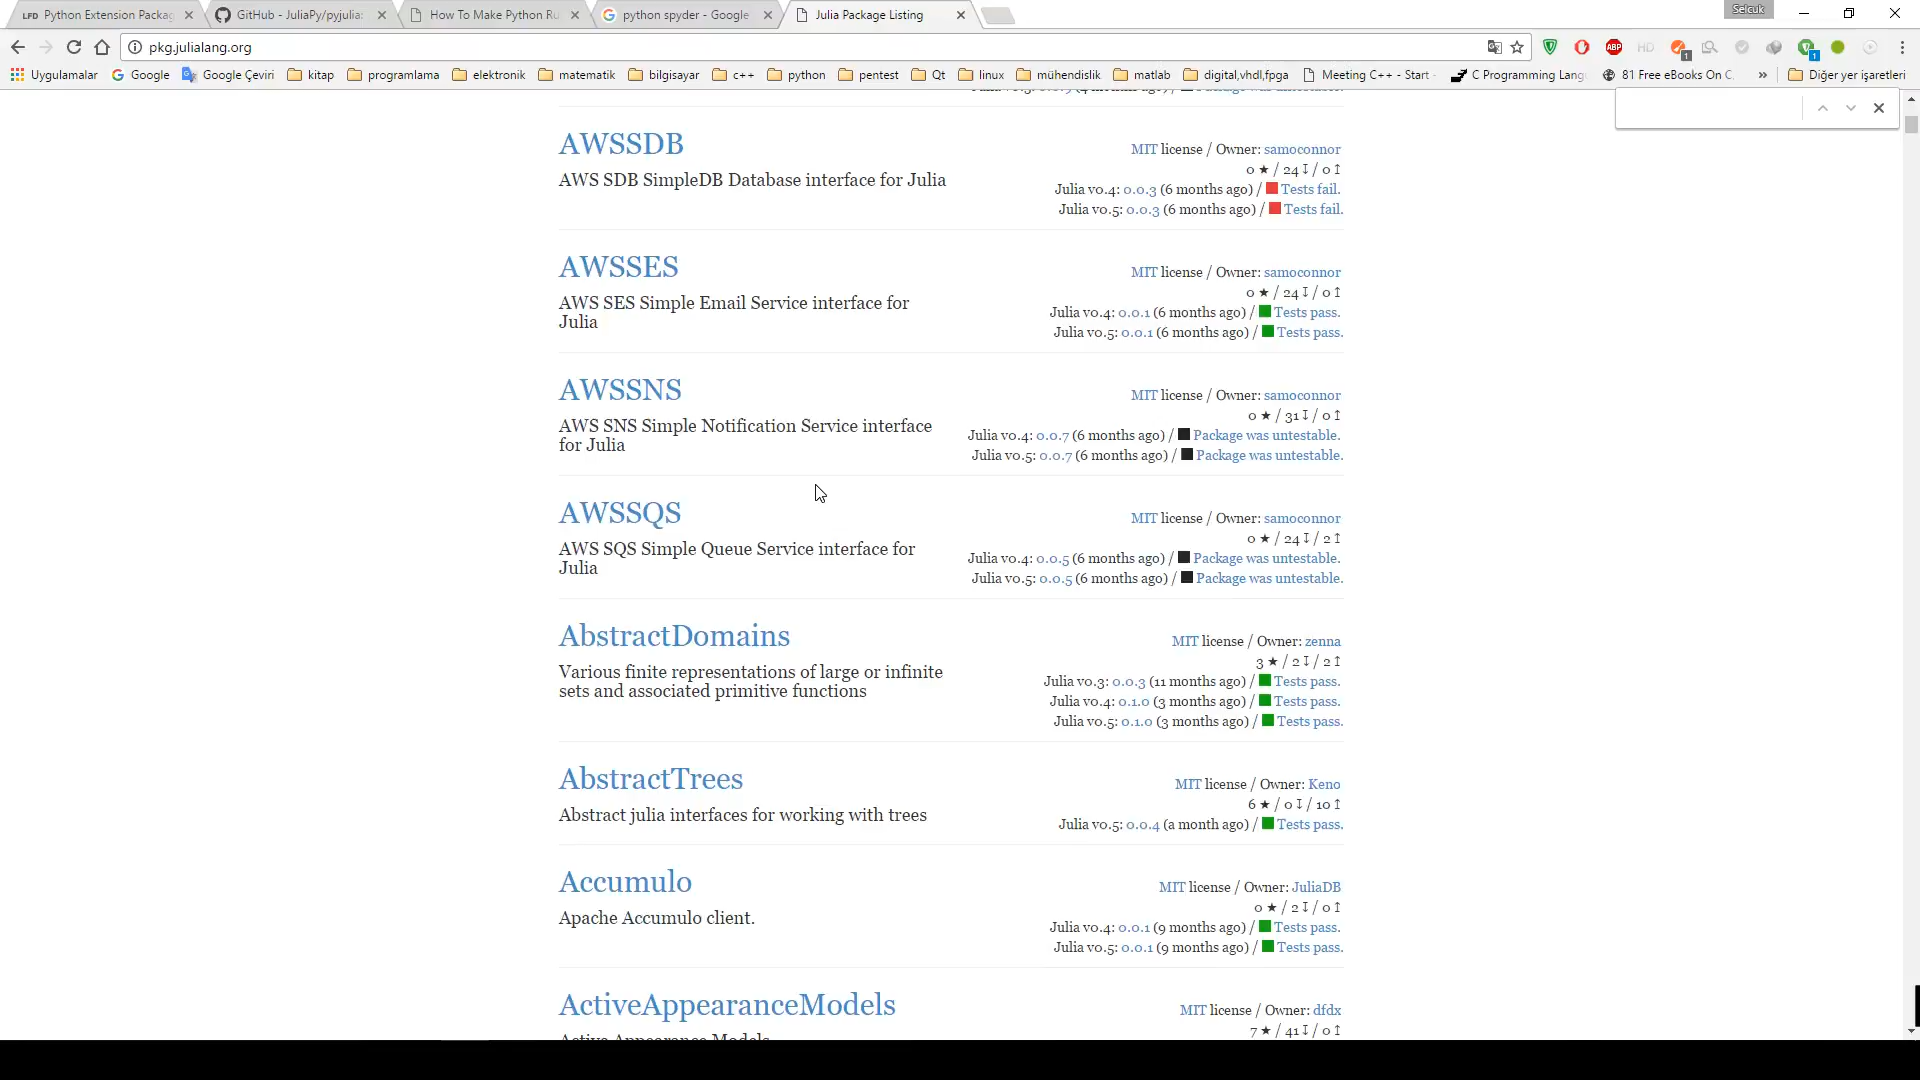 Python Extension Packag
GitHub - JuliaPy/pyjulia:
How To Make Python Ru
python spyder - Google
Julia Package Listing
Selcuk
pkg.julialang.org
Uygulamalar
Google
Google Çeviri
kitap
programlama
elektronik
matematik
bilgisayar
c++
python
pentest
Qt
linux
mühendislik
matlab
digital,vhdl,fpga
Meeting C++ - Start
C Programming Lang
81 Free eBooks On C
»
Diğer yer işaretleri
AWSSDB
AWS SDB SimpleDB Database interface for Julia
MIT license / Owner: samoconnor
0 ★ / 24 ↧ / 0 ↥
Julia v0.4: 0.0.3 (6 months ago) / Tests fail.
Julia v0.5: 0.0.3 (6 months ago) / Tests fail.
AWSSES
AWS SES Simple Email Service interface for
Julia
MIT license / Owner: samoconnor
0 ★ / 24 ↧ / 0 ↥
Julia v0.4: 0.0.1 (6 months ago) / Tests pass.
Julia v0.5: 0.0.1 (6 months ago) / Tests pass.
AWSSNS
AWS SNS Simple Notification Service interface
for Julia
MIT license / Owner: samoconnor
0 ★ / 31 ↧ / 0 ↥
Julia v0.4: 0.0.7 (6 months ago) / Package was untestable.
Julia v0.5: 0.0.7 (6 months ago) / Package was untestable.
AWSSQS
AWS SQS Simple Queue Service interface for
Julia
MIT license / Owner: samoconnor
0 ★ / 24 ↧ / 2 ↥
Julia v0.4: 0.0.5 (6 months ago) / Package was untestable.
Julia v0.5: 0.0.5 (6 months ago) / Package was untestable.
AbstractDomains
Various finite representations of large or infinite
sets and associated primitive functions
MIT license / Owner: zenna
3 ★ / 2 ↧ / 2 ↥
Julia v0.3: 0.0.3 (11 months ago) / Tests pass.
Julia v0.4: 0.1.0 (3 months ago) / Tests pass.
Julia v0.5: 0.1.0 (3 months ago) / Tests pass.
AbstractTrees
Abstract julia interfaces for working with trees
MIT license / Owner: Keno
6 ★ / 0 ↧ / 10 ↥
Julia v0.5: 0.0.4 (a month ago) / Tests pass.
Accumulo
Apache Accumulo client.
MIT license / Owner: JuliaDB
0 ★ / 2 ↧ / 0 ↥
Julia v0.4: 0.0.1 (9 months ago) / Tests pass.
Julia v0.5: 0.0.1 (9 months ago) / Tests pass.
ActiveAppearanceModels
Active Appearance Models
MIT license / Owner: dfdx
7 ★ / 41 ↧ / 0 ↥